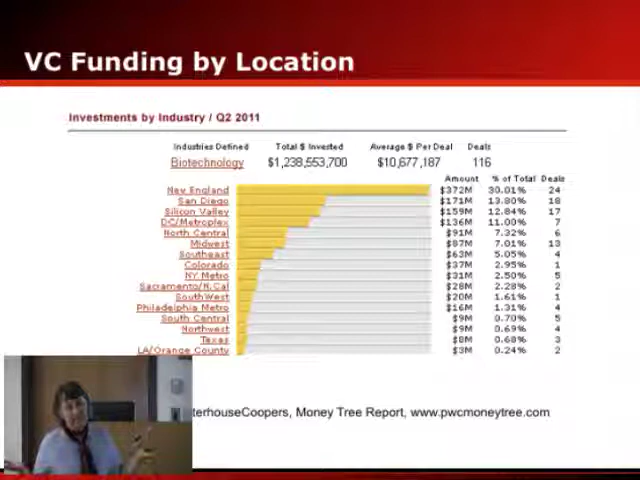 VC Funding by Location
Investments by Industry / Q2 2011
Industries Defined Total $ Invested Average $ Per Deal Deals
Biotechnology $1,238,553,700 $10,677,187 116
Amount % of Total Deals
New England $372M 30.01% 24
San Diego $171M 13.80% 18
Silicon Valley $159M 12.84% 17
DC/Metroplex $136M 11.00% 7
North Central $91M 7.32% 6
Midwest $87M 7.01% 13
Southeast $63M 5.05% 4
Colorado $37M 2.95% 1
NY Metro $31M 2.50% 5
Sacramento/N.Cal $28M 2.28% 2
SouthWest $20M 1.61% 1
Philadelphia Metro $16M 1.31% 4
South Central $9M 0.70% 5
Northwest $9M 0.69% 4
Texas $8M 0.68% 3
LA/Orange County $3M 0.24% 2
terhouseCoopers, Money Tree Report, www.pwcmoneytree.com